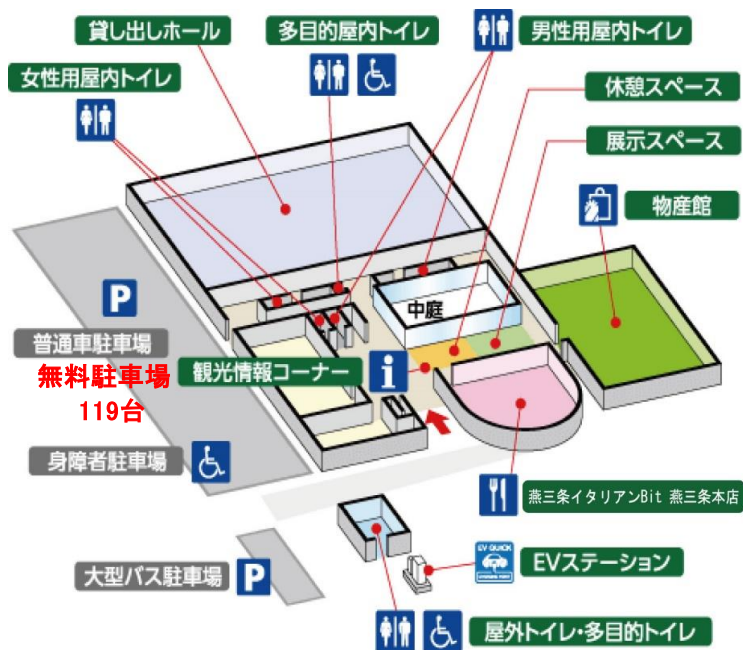 貸し出しホール
多目的屋内トイレ
男性用屋内トイレ
女性用屋内トイレ
休憩スペース
展示スペース
物産館
中庭
P
普通車駐車場
無料駐車場
119台
観光情報コーナー
i
身障者駐車場
燕三条イタリアンBit 燕三条本店
大型バス駐車場
P
EV QUICK
EVステーション
屋外トイレ・多目的トイレ